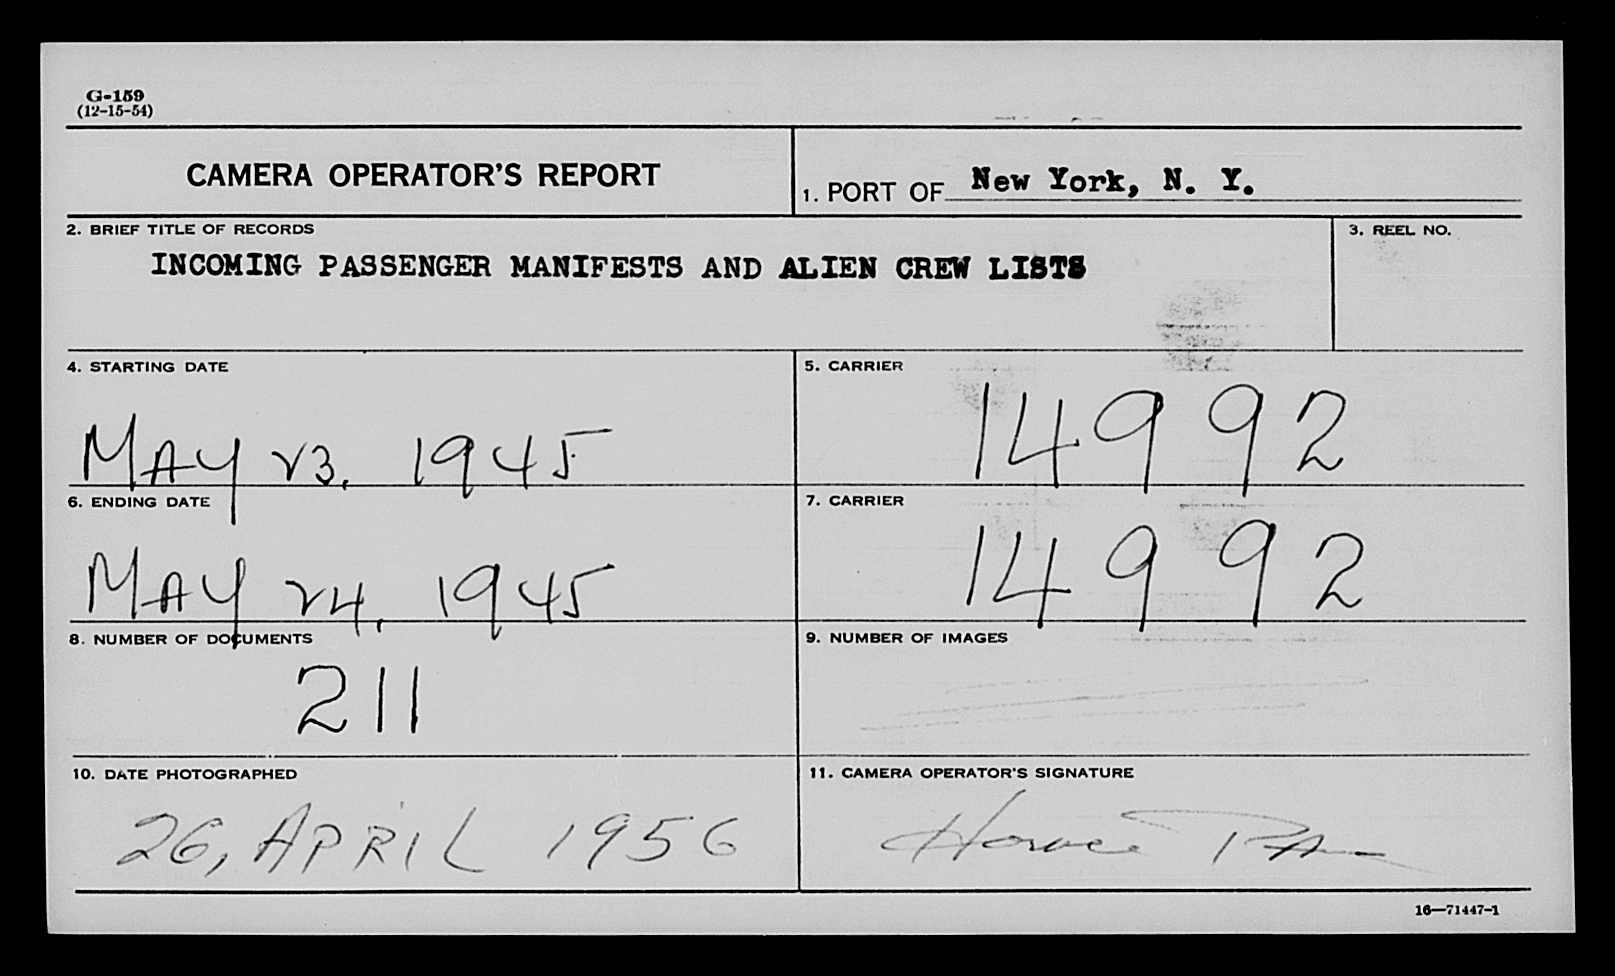 G-159
(12-15-54)
CAMERA OPERATOR'S REPORT
1. PORT OF New York, N. Y.
2. BRIEF TITLE OF RECORDS
3. REEL NO.
INCOMING PASSENGER MANIFESTS AND ALIEN CREW LISTS
4. STARTING DATE
5. CARRIER
MAY 23, 1945
14992
6. ENDING DATE
7. CARRIER
MAY 24, 1945
14992
8. NUMBER OF DOCUMENTS
9. NUMBER OF IMAGES
211
10. DATE PHOTOGRAPHED
11. CAMERA OPERATOR'S SIGNATURE
26, APRIL 1956
Horace
16—71447-1